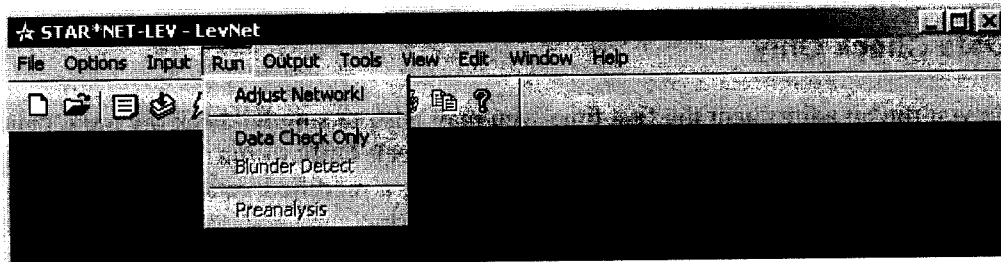 STAR*NET-LEV - LevNet
File Options Input Run Output Tools View Edit Window Help
Adjust Network!
Data Check Only
Blunder Detect
Preanalysis